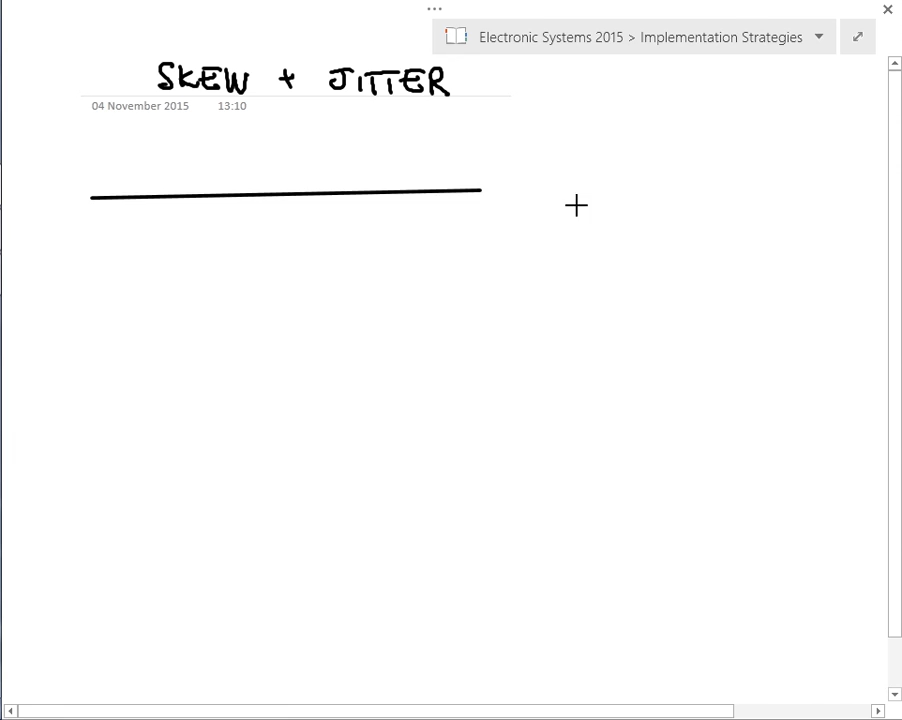 Electronic Systems 2015 > Implementation Strategies
SKEW + JITTER
04 November 2015 13:10